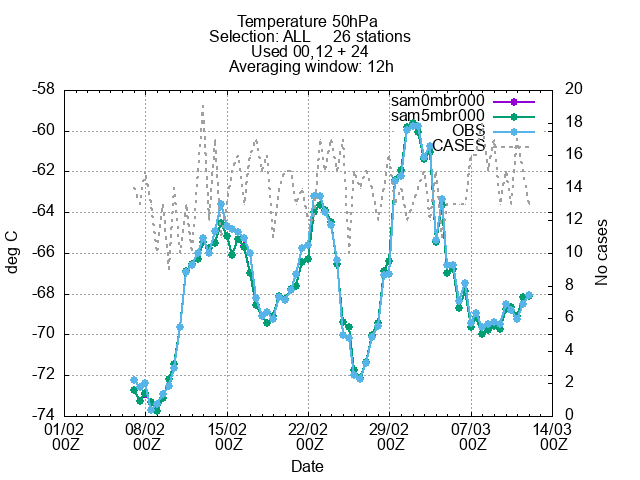 Temperature 50hPa
Selection: ALL 26 stations
Used 00,12 + 24
Averaging window: 12h
sam0mbr000
sam5mbr000
OBS
CASES
deg C
-58
-60
-62
-64
-66
-68
-70
-72
-74
No cases
20
18
16
14
12
10
8
6
4
2
0
01/02 08/02 15/02 22/02 29/02 07/03 14/03
00Z 00Z 00Z 00Z 00Z 00Z 00Z
Date